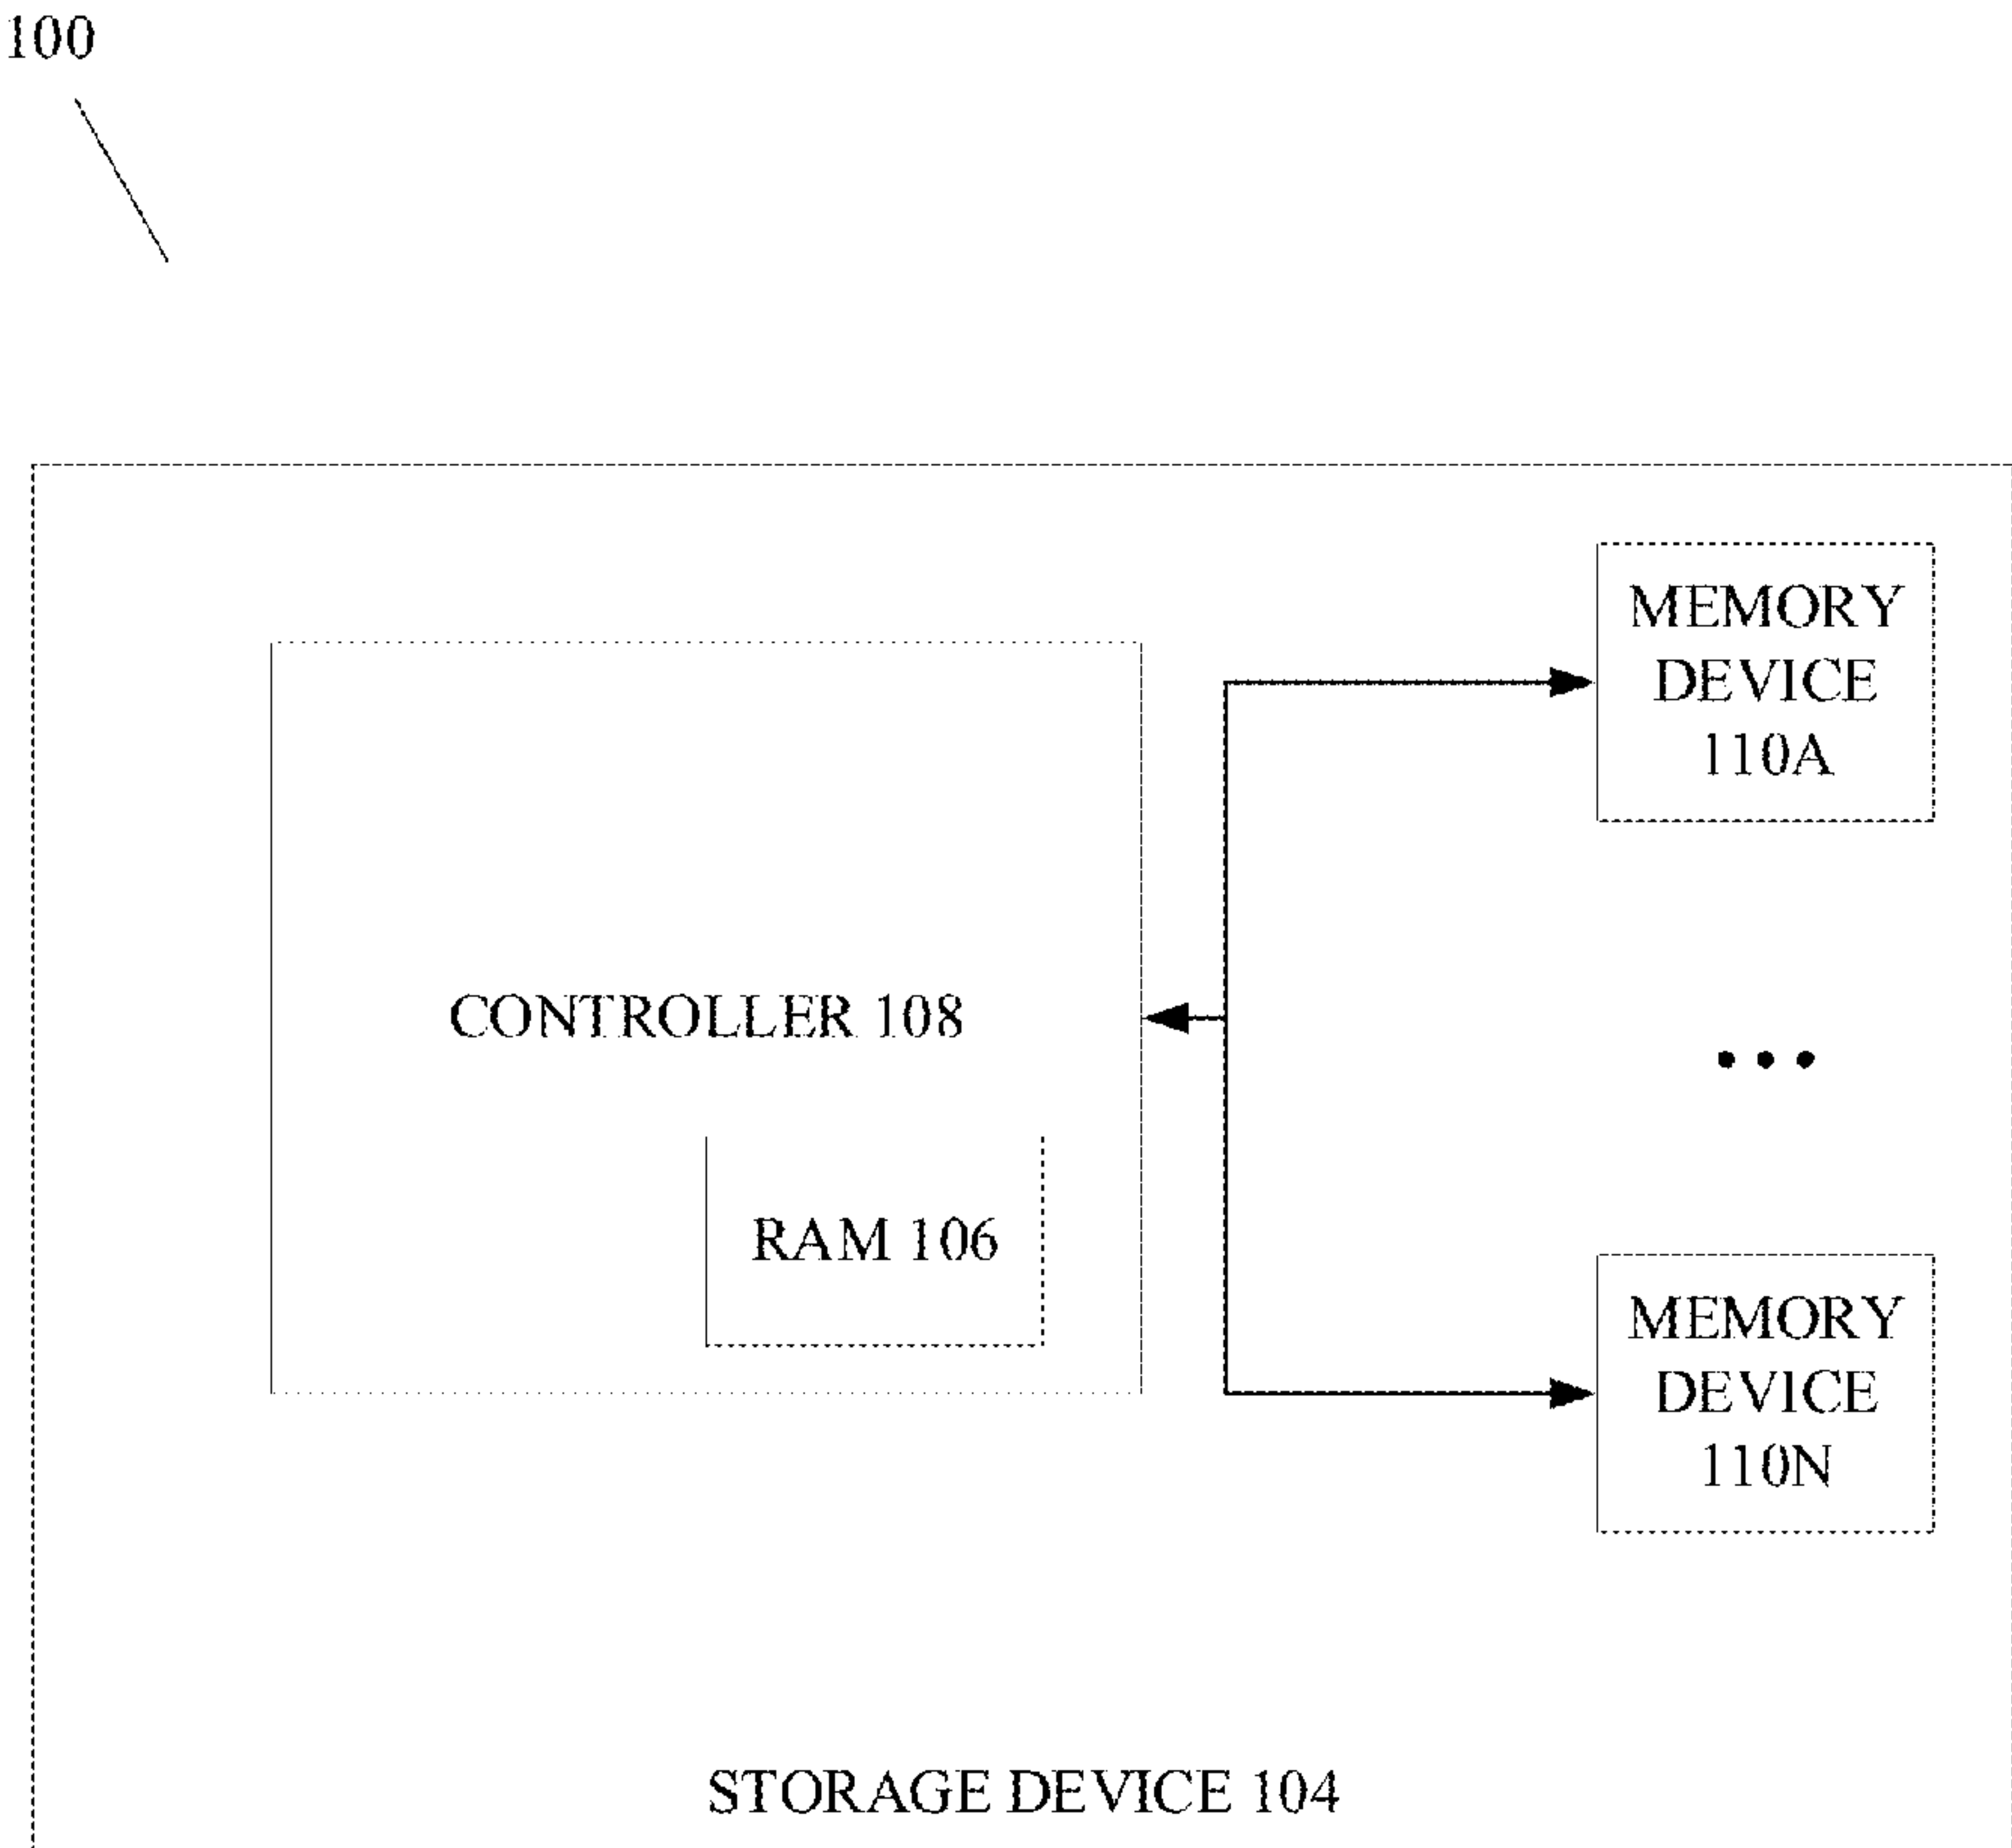 100
MEMORY
DEVICE
110A
CONTROLLER 108
•••
RAM 106
MEMORY
DEVICE
110N
STORAGE DEVICE 104